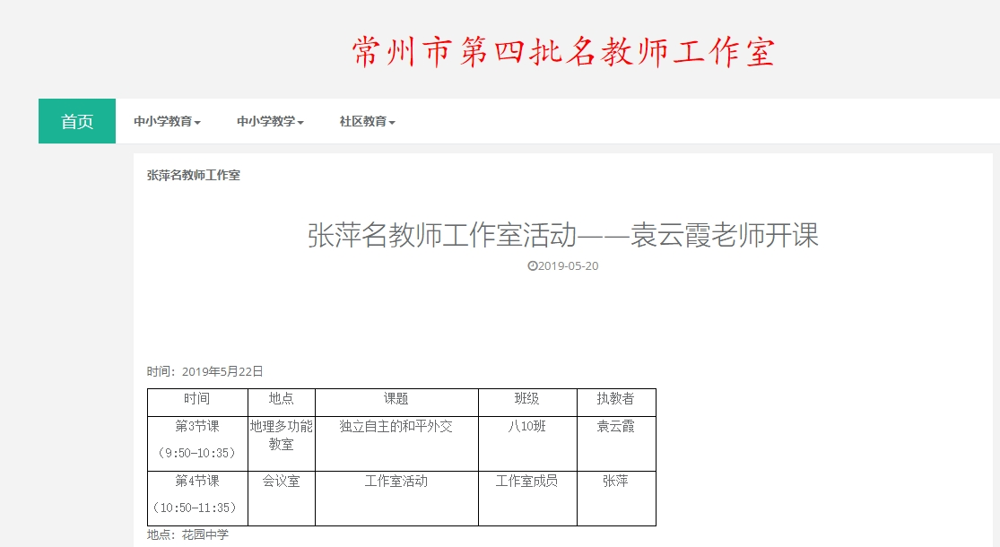 常州市第四批名教师工作室
首页 中小学教育 中小学教学 社区教育
张萍名教师工作室
张萍名教师工作室活动——袁云霞老师开课
2019-05-20
时间：2019年5月22日
时间 地点 课题 班级 执教者
第3节课 地理多功能 独立自主的和平外交 八10班 袁云霞
教室
（9:50-10:35）
第4节课 会议室 工作室活动 工作室成员 张萍
（10:50-11:35）
地点：花园中学